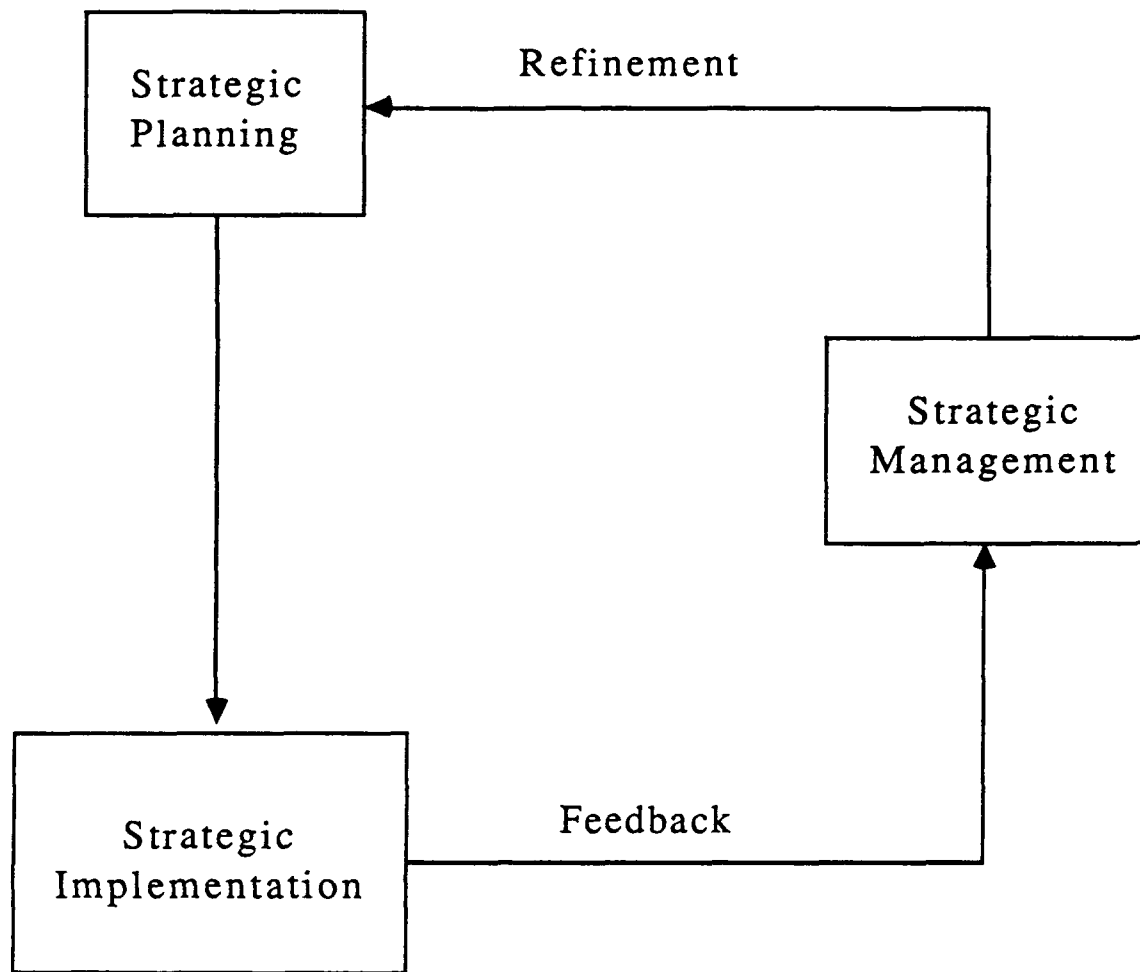 Strategic
Planning
Refinement
Strategic
Management
Strategic
Implementation
Feedback